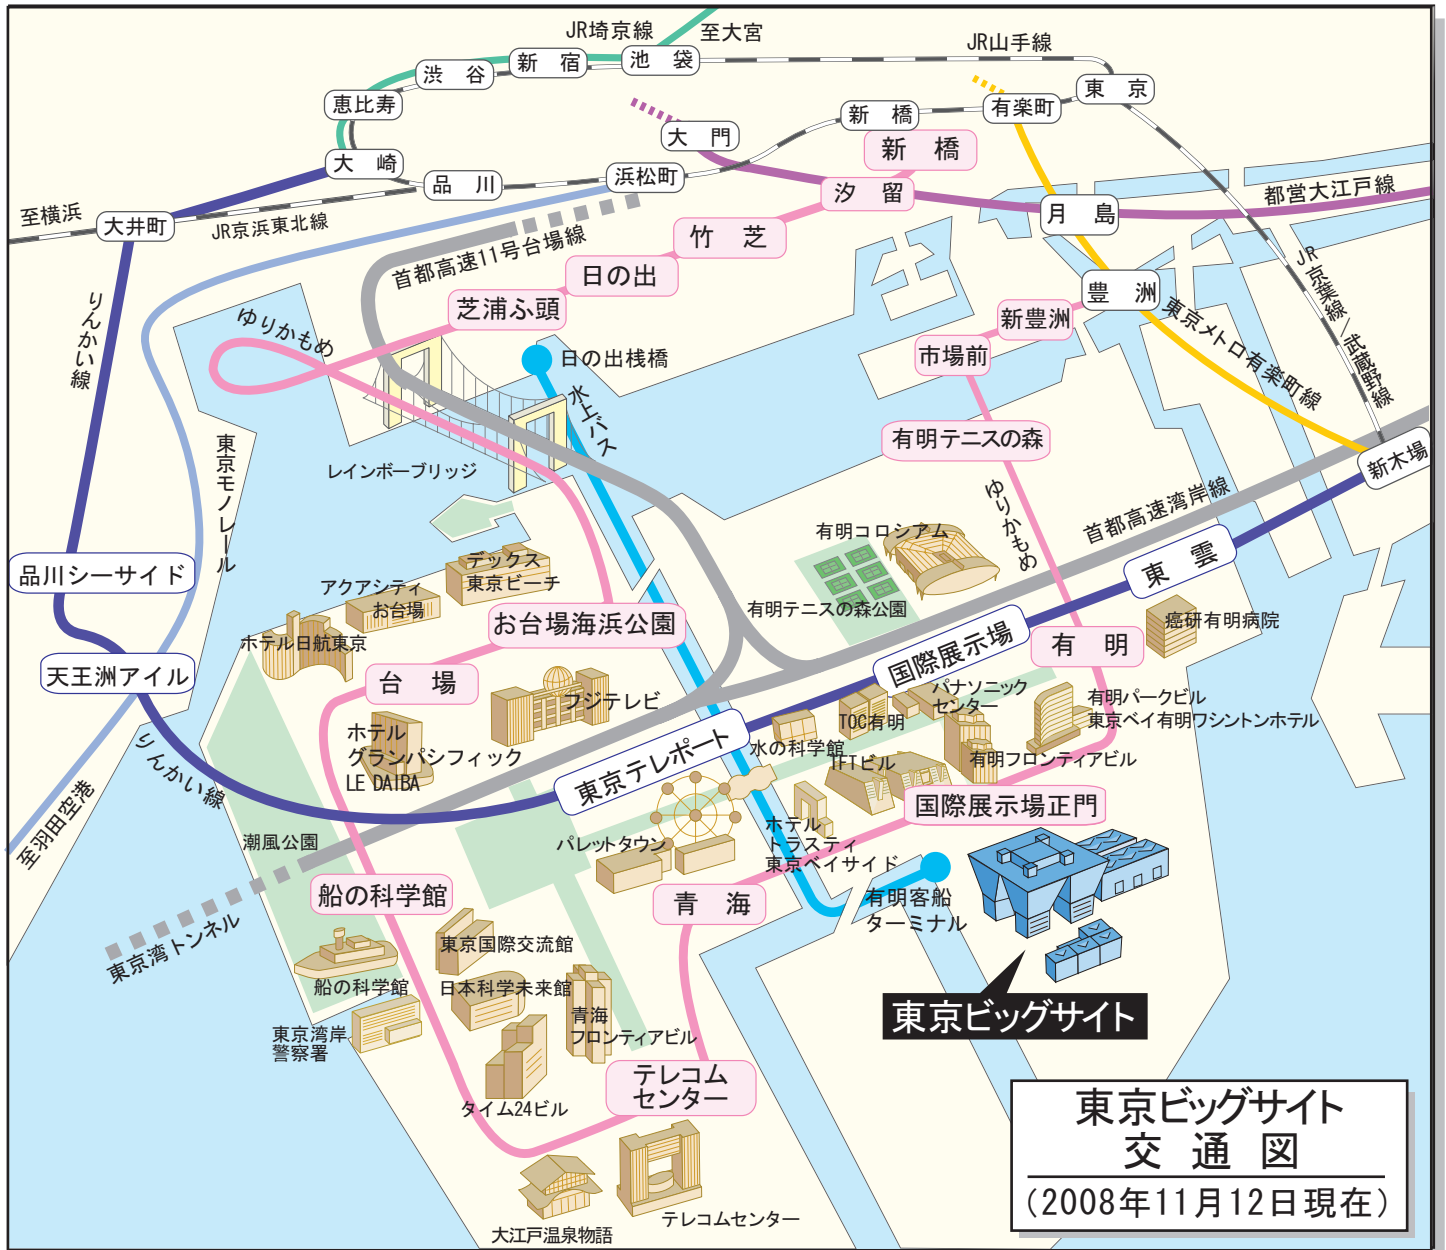 JR埼京線
至大宮
JR山手線
池袋
新宿
渋谷
恵比寿
大崎
品川
浜松町
大門
新橋
有楽町
東京
新橋
汐留
月島
都営大江戸線
至横浜
大井町
JR京浜東北線
首都高速11号台場線
竹芝
日の出
芝浦ふ頭
ゆりかもめ
りんかい線
豊洲
新豊洲
市場前
東京メトロ有楽町線
JR京葉線/武蔵野線
日の出桟橋
水上バス
レインボーブリッジ
東京モノレール
有明テニスの森
ゆりかもめ
首都高速湾岸線
新木場
品川シーサイド
天王洲アイル
りんかい線
至羽田空港
デックス
東京ビーチ
アクアシティ
お台場
ホテル日航東京
お台場海浜公園
台場
フジテレビ
ホテル
グランパシフィック
LE DAIBA
有明コロシアム
有明テニスの森公園
東雲
国際展示場
有明
癌研有明病院
パナソニック
センター
TOC有明
有明パークビル
東京ベイ有明ワシントンホテル
水の科学館
TFTビル
有明フロンティアビル
東京テレポート
国際展示場正門
潮風公園
パレットタウン
ホテル
トラスティ
東京ベイサイド
船の科学館
青海
有明客船
ターミナル
東京湾トンネル
東京国際交流館
船の科学館
日本科学未来館
東京湾岸
警察署
青海
フロンティアビル
東京ビッグサイト
タイム24ビル
テレコム
センター
大江戸温泉物語
テレコムセンター
東京ビッグサイト
交通図
(2008年11月12日現在)